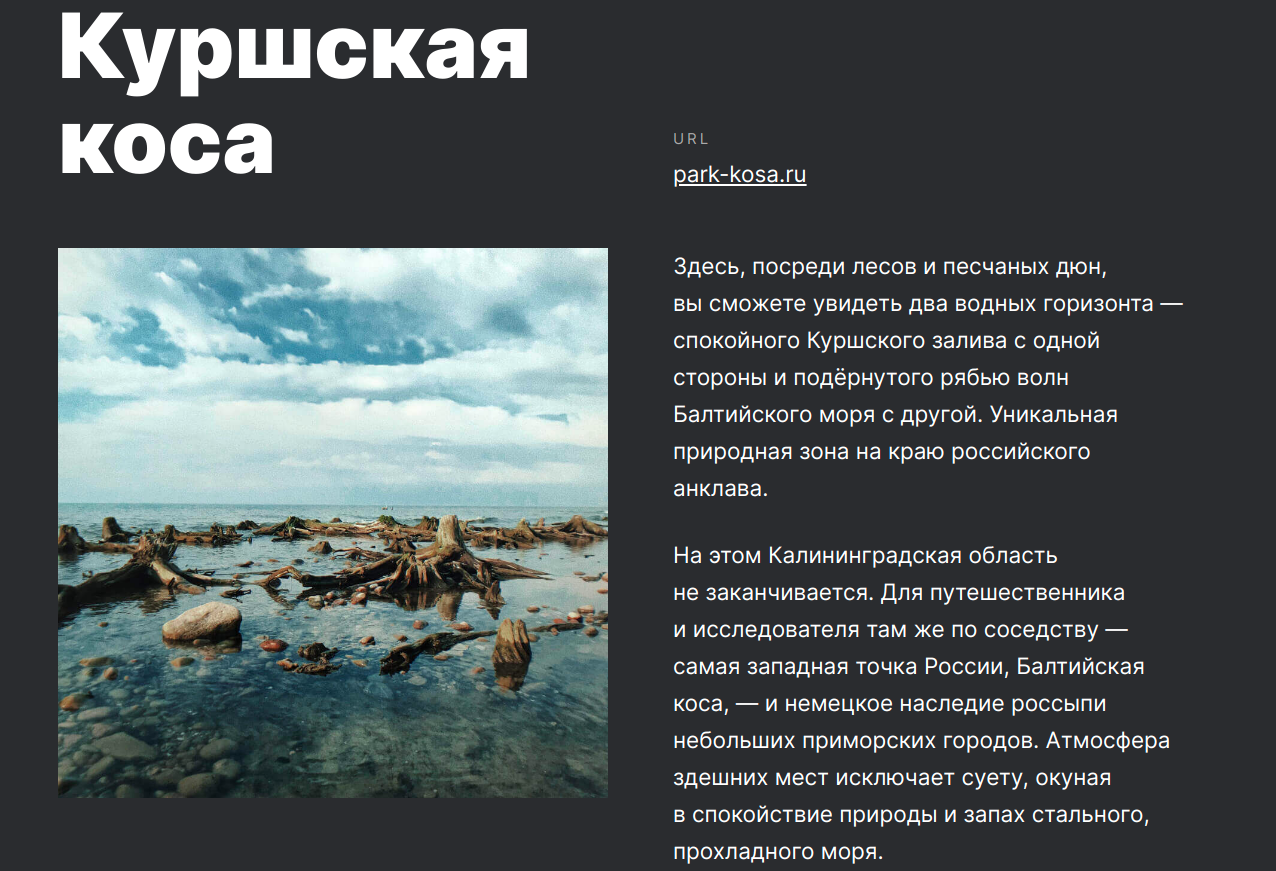 Куршская
коса
URL
park-kosa.ru
Здесь, посреди лесов и песчаных дюн,
вы сможете увидеть два водных горизонта —
спокойного Куршского залива с одной
стороны и подёрнутого рябью волн
Балтийского моря с другой. Уникальная
природная зона на краю российского
анклава.
На этом Калининградская область
не заканчивается. Для путешественника
и исследователя там же по соседству —
самая западная точка России, Балтийская
коса, — и немецкое наследие россыпи
небольших приморских городов. Атмосфера
здешних мест исключает суету, окуная
в спокойствие природы и запах стального,
прохладного моря.